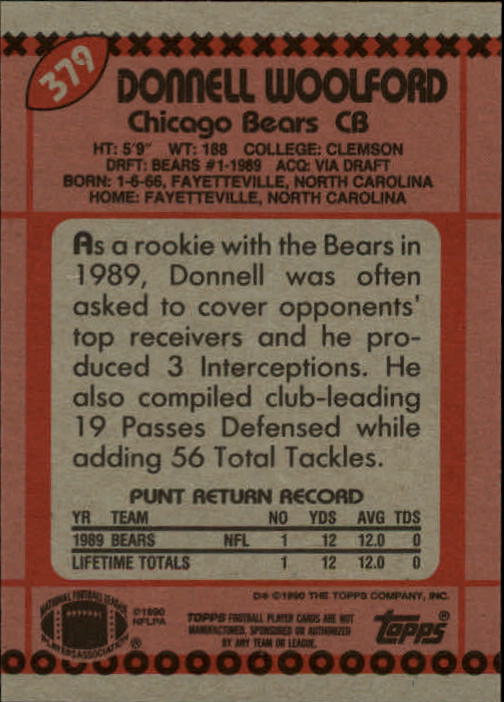 379
DONNELL WOOLFORD
Chicago Bears CB
HT: 5'9" WT: 188 COLLEGE: CLEMSON
DRFT: BEARS #1-1989 ACQ: VIA DRAFT
BORN: 1-6-66, FAYETTEVILLE, NORTH CAROLINA
HOME: FAYETTEVILLE, NORTH CAROLINA
As a rookie with the Bears in
1989, Donnell was often
asked to cover opponents'
top receivers and he pro-
duced 3 Interceptions. He
also compiled club-leading
19 Passes Defensed while
adding 56 Total Tackles.
PUNT RETURN RECORD
YR TEAM NO YDS AVG TDS
1989 BEARS NFL 1 12 12.0 0
LIFETIME TOTALS 1 12 12.0 0
D* ©1990 THE TOPPS COMPANY, INC.
NATIONAL FOOTBALL LEAGUE
PLAYERS ASSOCIATION ®
©1990
NFLPA
TOPPS FOOTBALL PLAYER CARDS ARE NOT
MANUFACTURED, SPONSORED OR AUTHORIZED
BY ANY TEAM OR LEAGUE.
topps®